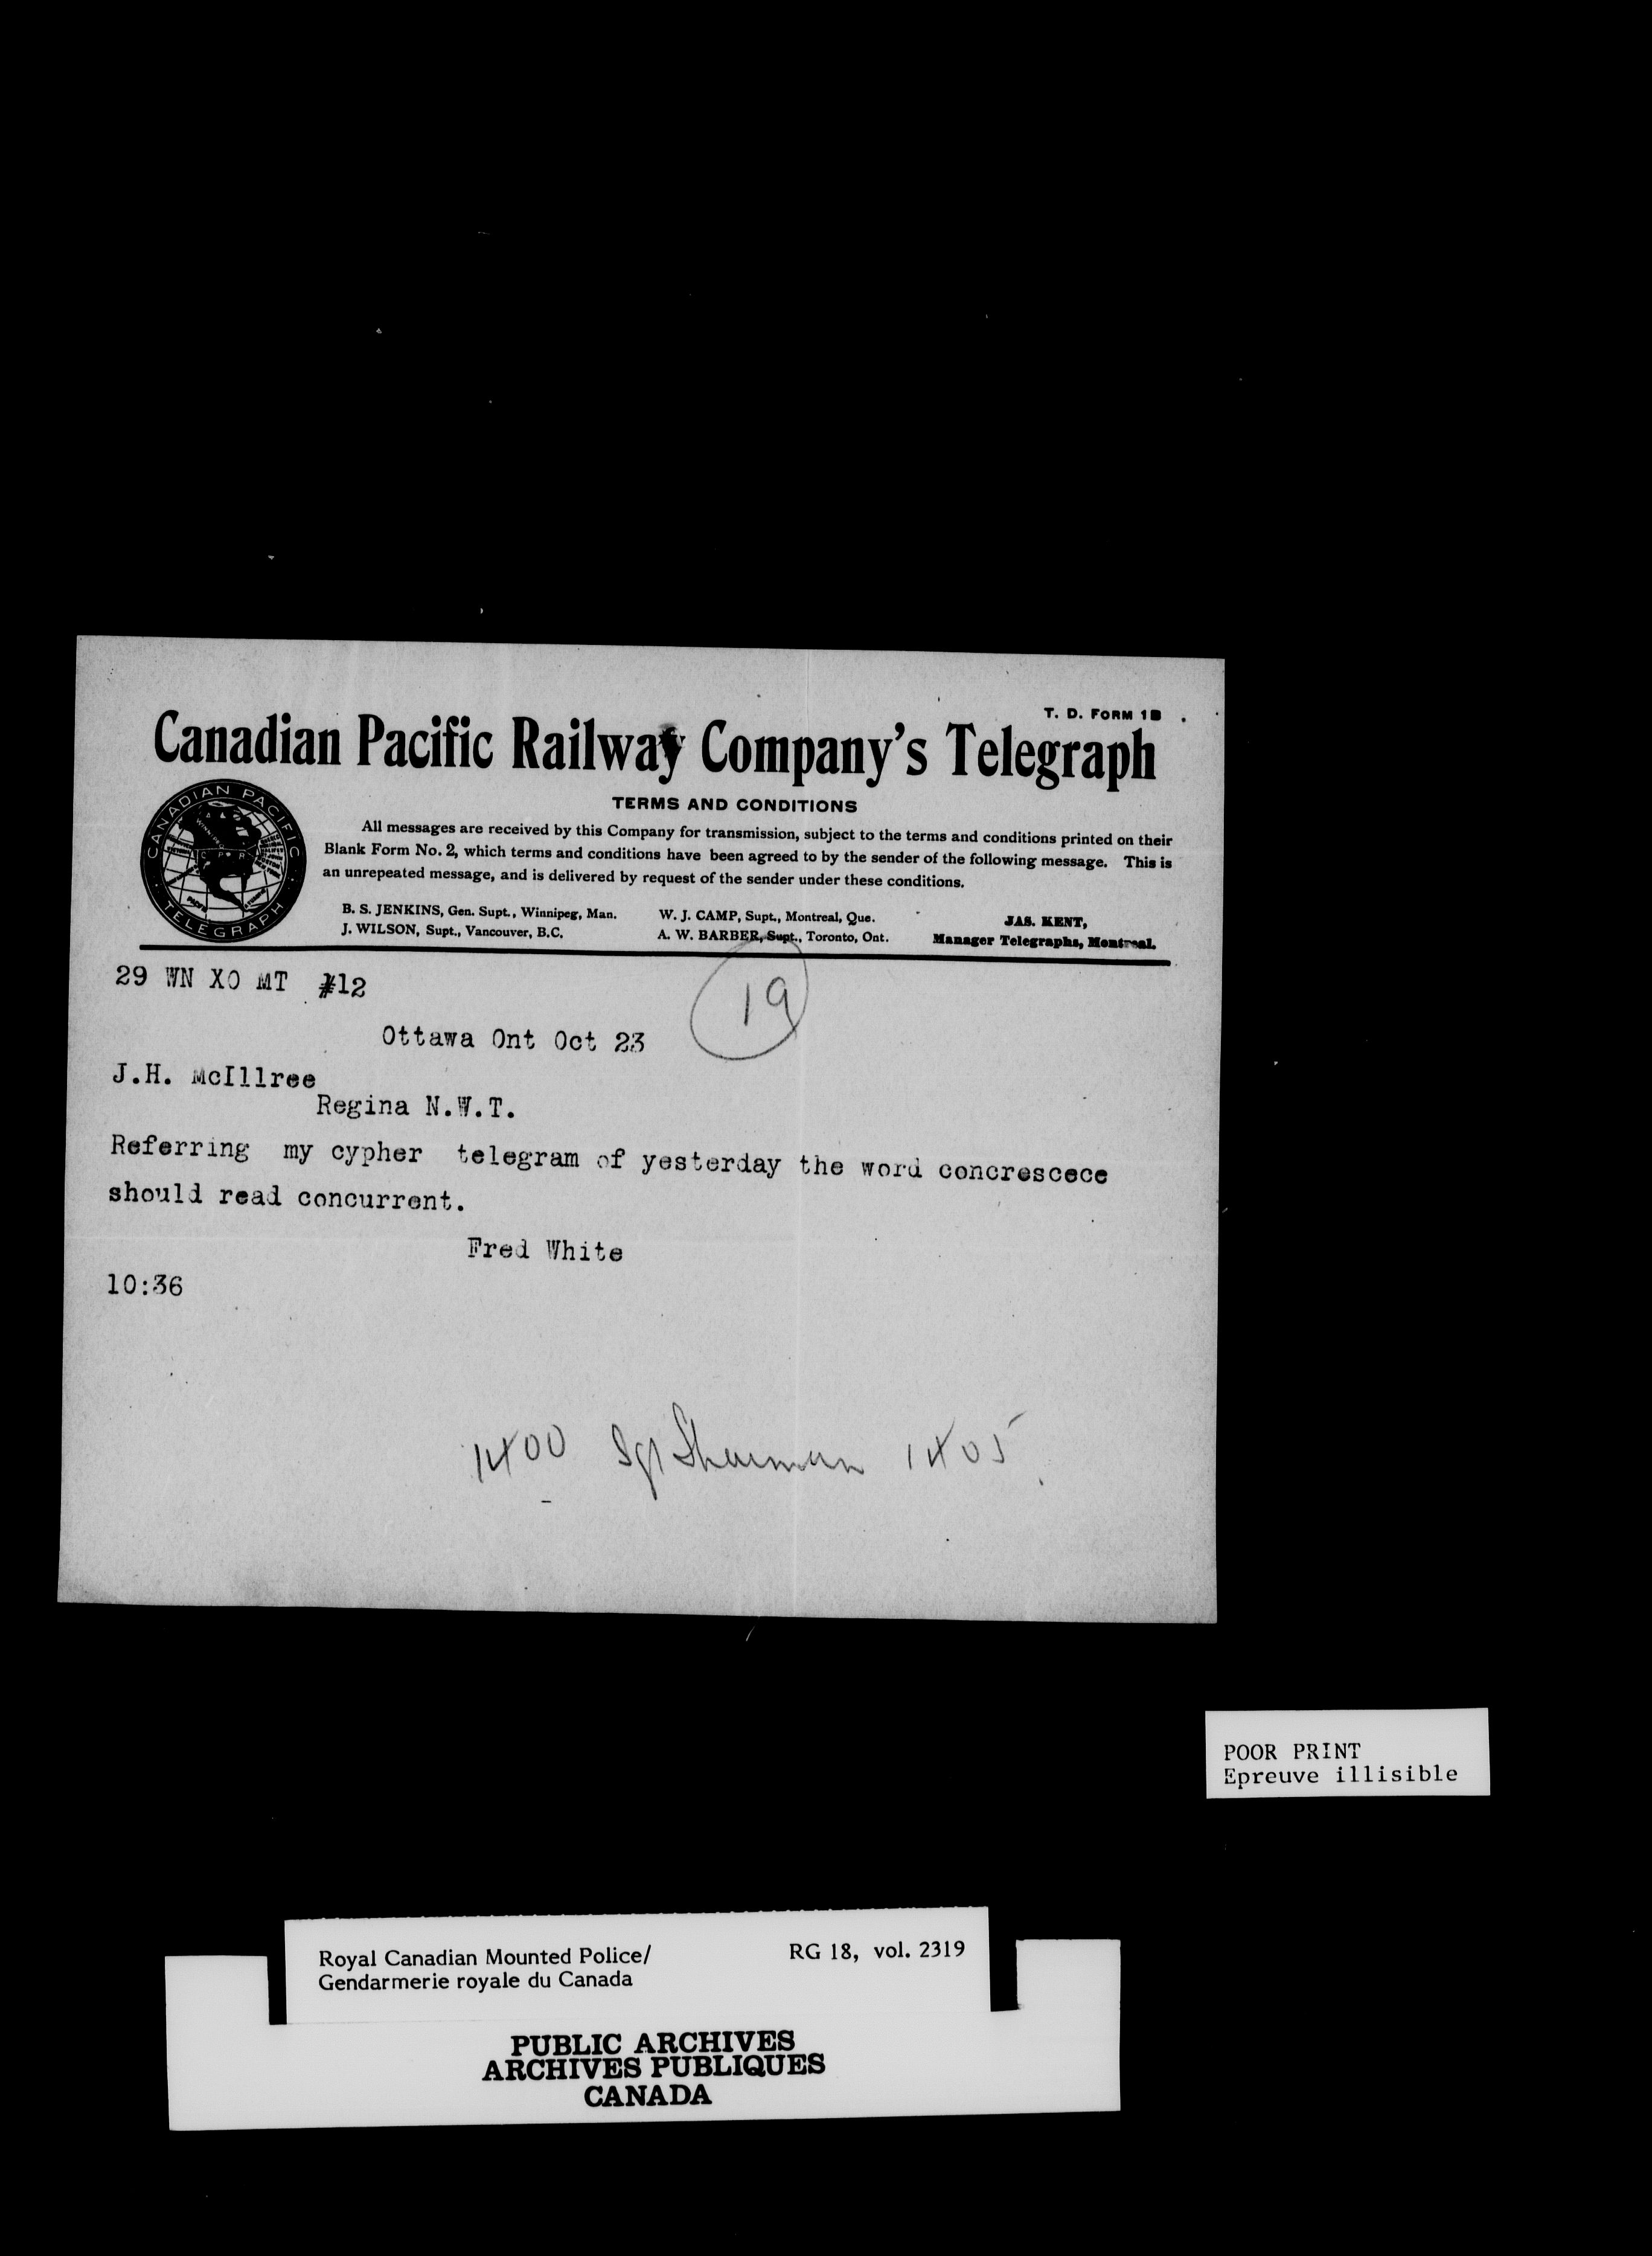 T. D. FORM 1B
Canadian Pacific Railway Company's Telegraph
TERMS AND CONDITIONS
All messages are received by this Company for transmission, subject to the terms and conditions printed on their
Blank Form No. 2, which terms and conditions have been agreed to by the sender of the following message. This is
an unrepeated message, and is delivered by request of the sender under these conditions.
CANADIAN PACIFIC
TELEGRAPH
B. S. JENKINS, Gen. Supt., Winnipeg, Man.
J. WILSON, Supt., Vancouver, B.C.
W. J. CAMP, Supt., Montreal, Que.
A. W. BARBER, Supt., Toronto, Ont.
JAS. KENT,
Manager Telegraphs, Montreal.
29 WN XO MT #12
19
Ottawa Ont Oct 23
J.H. McIllree
Regina N.W.T.
Referring my cypher telegram of yesterday the word concrescece
should read concurrent.
Fred White
10:36
1400 Sgt 1405
POOR PRINT
Epreuve illisible
Royal Canadian Mounted Police/
Gendarmerie royale du Canada
RG 18, vol. 2319
PUBLIC ARCHIVES
ARCHIVES PUBLIQUES
CANADA